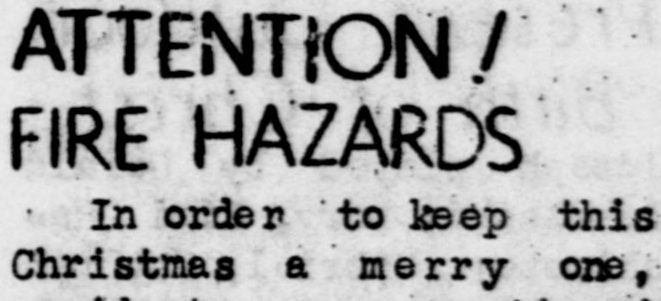 ATTENTION!
FIRE HAZARDS
In order to keep this
Christmas a merry one,